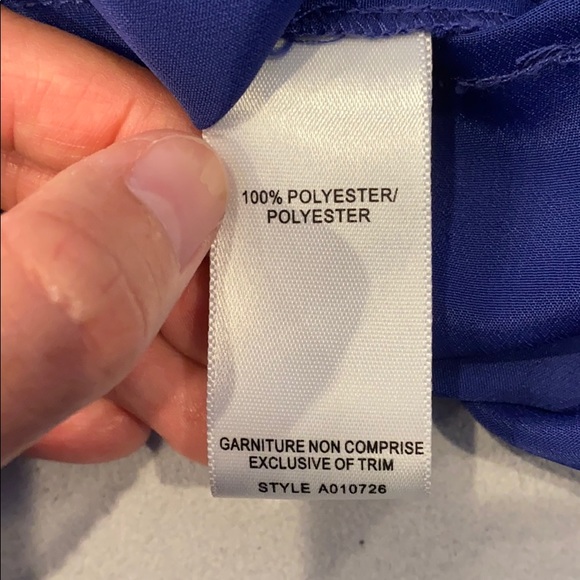 100% POLYESTER/
POLYESTER
GARNITURE NON COMPRISE
EXCLUSIVE OF TRIM
STYLE A010726